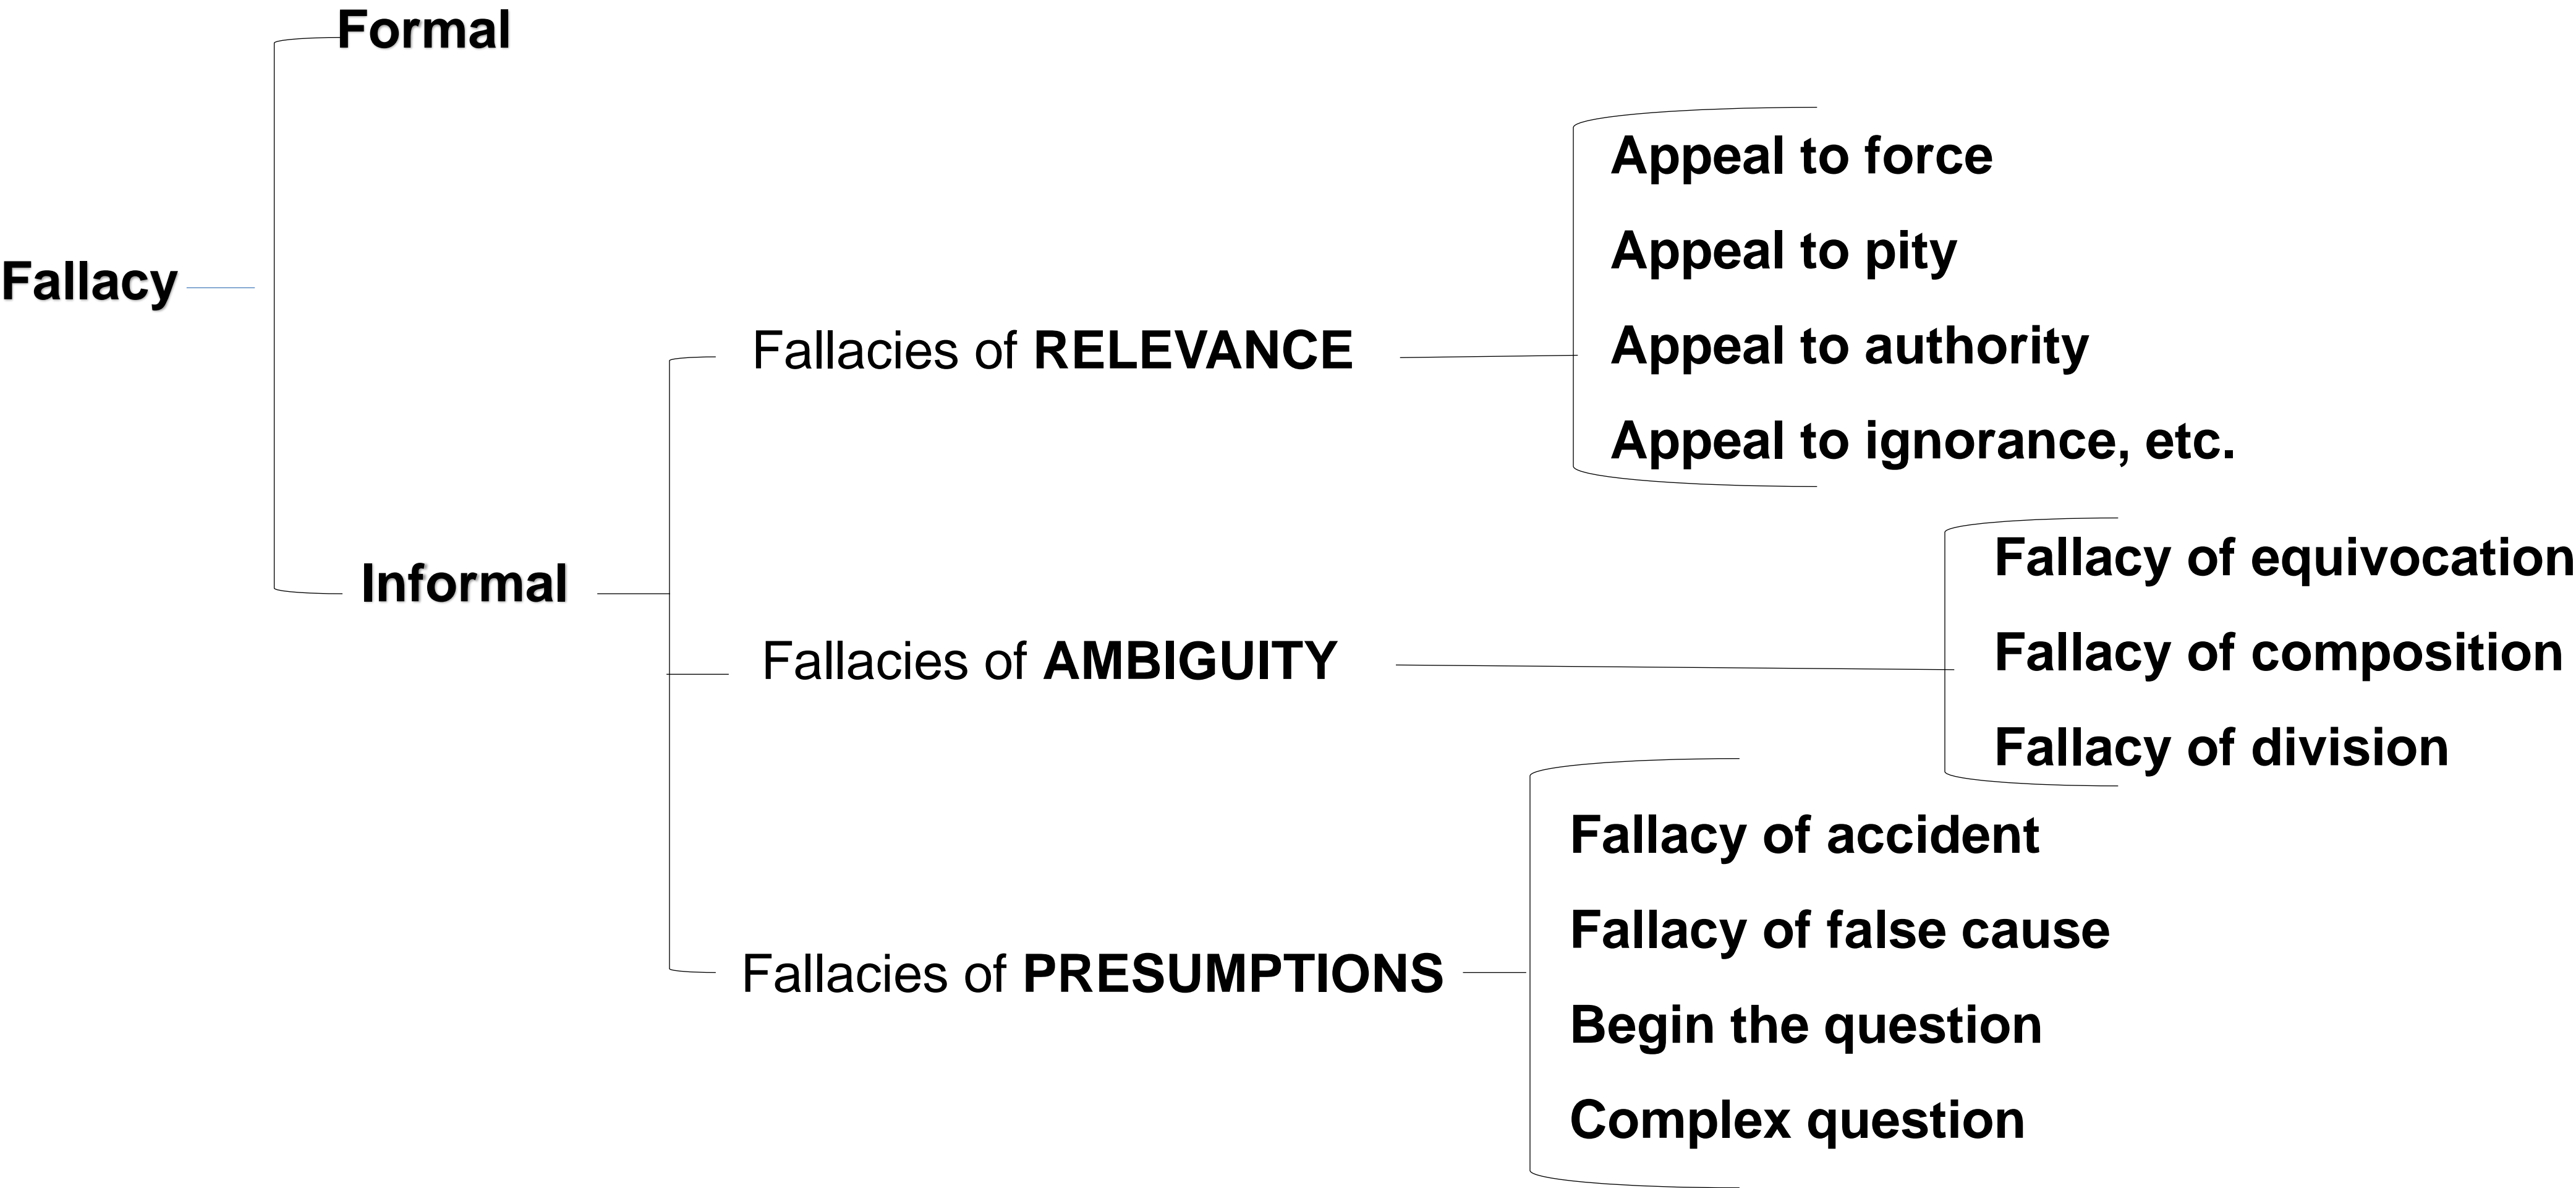 Formal
Fallacy
Informal
Fallacies of RELEVANCE
Appeal to force
Appeal to pity
Appeal to authority
Appeal to ignorance, etc.
Fallacies of AMBIGUITY
Fallacy of equivocation
Fallacy of composition
Fallacy of division
Fallacies of PRESUMPTIONS
Fallacy of accident
Fallacy of false cause
Begin the question
Complex question